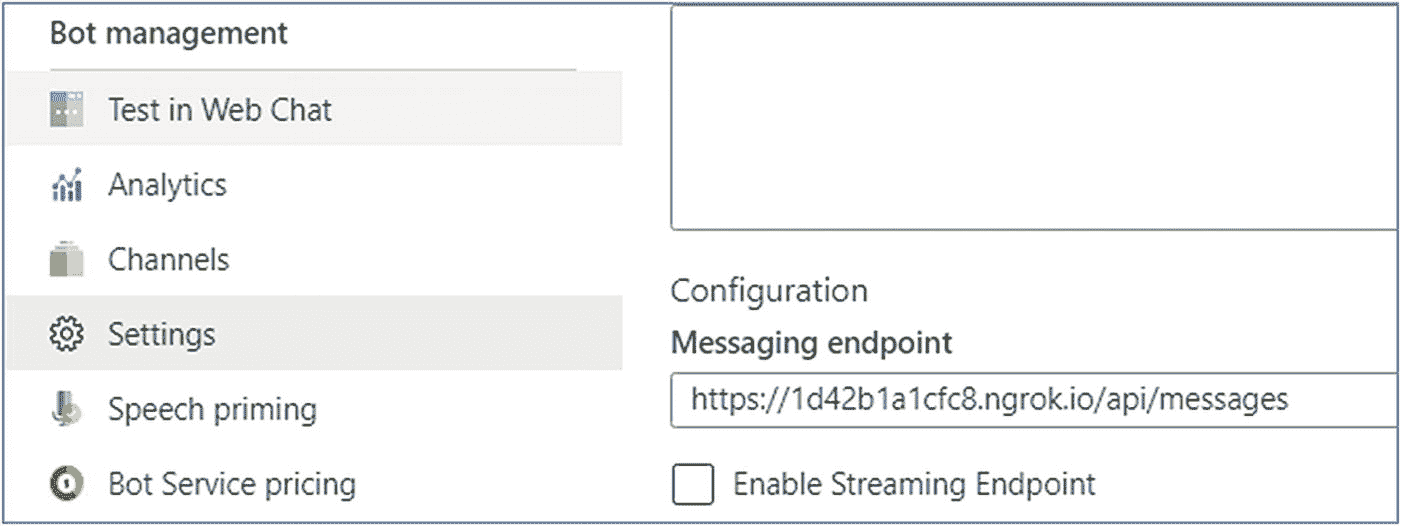 Bot management
Test in Web Chat
Analytics
Channels
Settings
Speech priming
Bot Service pricing
Configuration
Messaging endpoint
https://1d42b1a1cfc8.ngrok.io/api/messages
Enable Streaming Endpoint